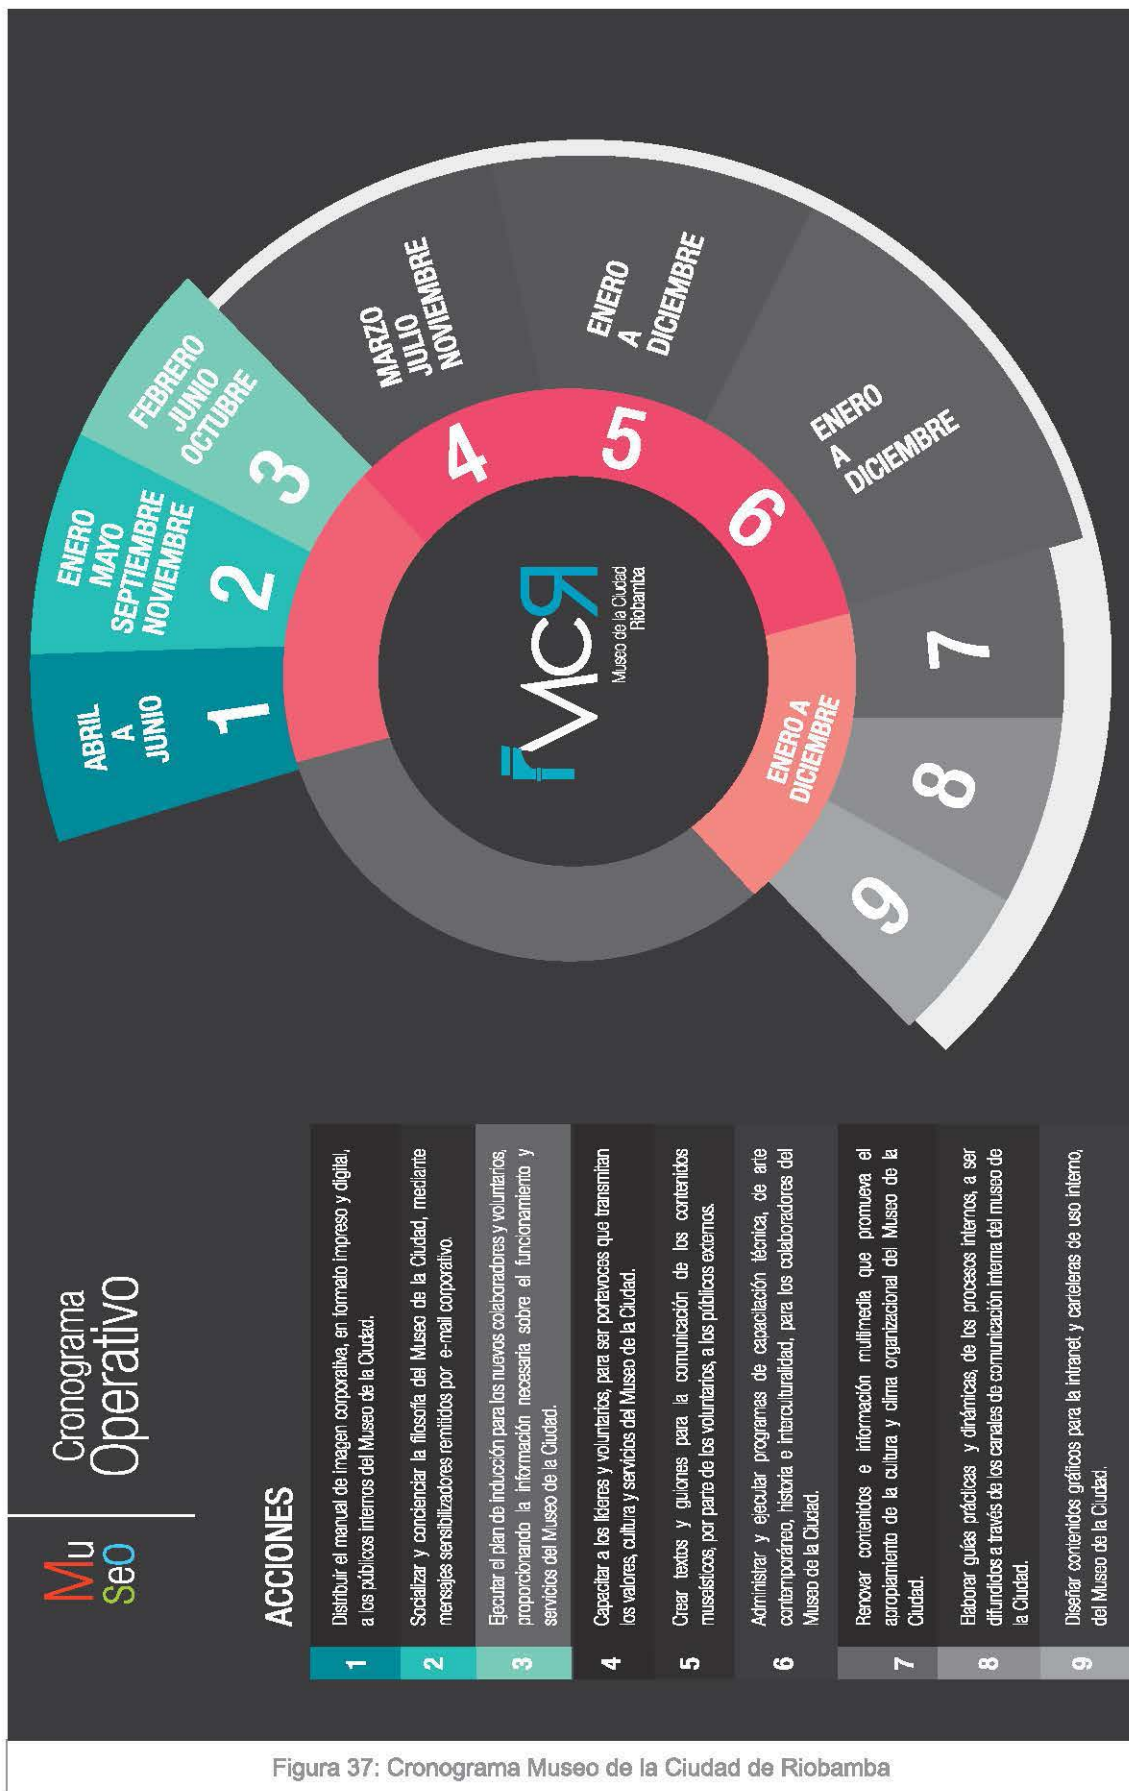 Mu
seo
Cronograma
Operativo
ACCIONES
1
Distribuir el manual de imagen corporativa, en formato impreso y digital,
a los públicos internos del Museo de la Ciudad.
2
Socializar y concienciar la filosofía del Museo de la Ciudad, mediante
mensajes sensibilizadores remitidos por e-mail corporativo.
3
Ejecutar el plan de inducción para los nuevos colaboradores y voluntarios,
proporcionando la información necesaria sobre el funcionamiento y
servicios del Museo de la Ciudad.
4
Capacitar a los líderes y voluntarios, para ser portavoces que transmitan
los valores, cultura y servicios del Museo de la Ciudad.
5
Crear textos y guiones para la comunicación de los contenidos
museísticos, por parte de los voluntarios, a los públicos externos.
6
Administrar y ejecutar programas de capacitación técnica, de arte
contemporáneo, historia e interculturalidad, para los colaboradores del
Museo de la Ciudad.
7
Renovar contenidos e información multimedia que promueva el
apropiamiento de la cultura y clima organizacional del Museo de la
Ciudad.
8
Elaborar guías prácticas y dinámicas, de los procesos internos, a ser
difundidos a través de los canales de comunicación interna del museo de
la Ciudad.
9
Diseñar contenidos gráficos para la intranet y carteleras de uso interno,
del Museo de la Ciudad.
ABRIL
A
JUNIO
1
ENERO
MAYO
SEPTIEMBRE
NOVIEMBRE
2
FEBRERO
JUNIO
OCTUBRE
3
MARZO
JULIO
NOVIEMBRE
4
ENERO
A
DICIEMBRE
5
ENERO
A
DICIEMBRE
6
ENERO A
DICIEMBRE
7
8
9
MCR
Museo de la Ciudad
Riobamba
Figura 37: Cronograma Museo de la Ciudad de Riobamba